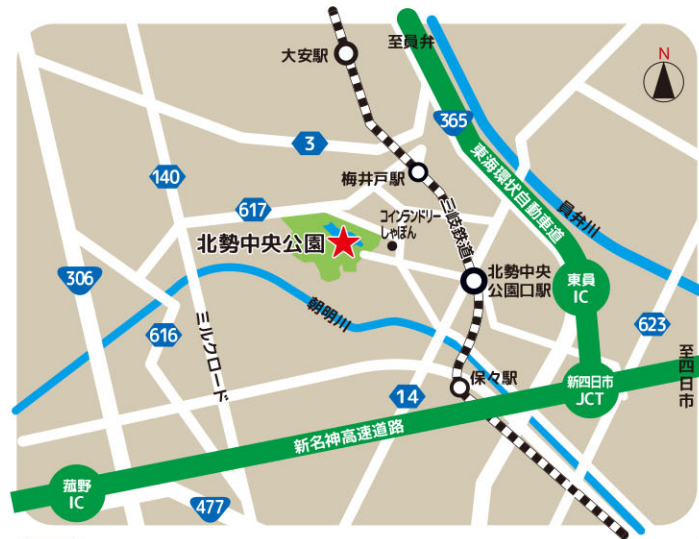 至員弁
大安駅
N
365
3
東海環状自動車道
140
梅井戸駅
三岐鉄道
617
コインランドリー
しゃぼん
員弁川
北勢中央公園
北勢中央
公園口駅
306
東員
IC
朝明川
616
ミルクロード
623
至四日市
保々駅
14
新四日市
JCT
新名神高速道路
菰野
IC
477